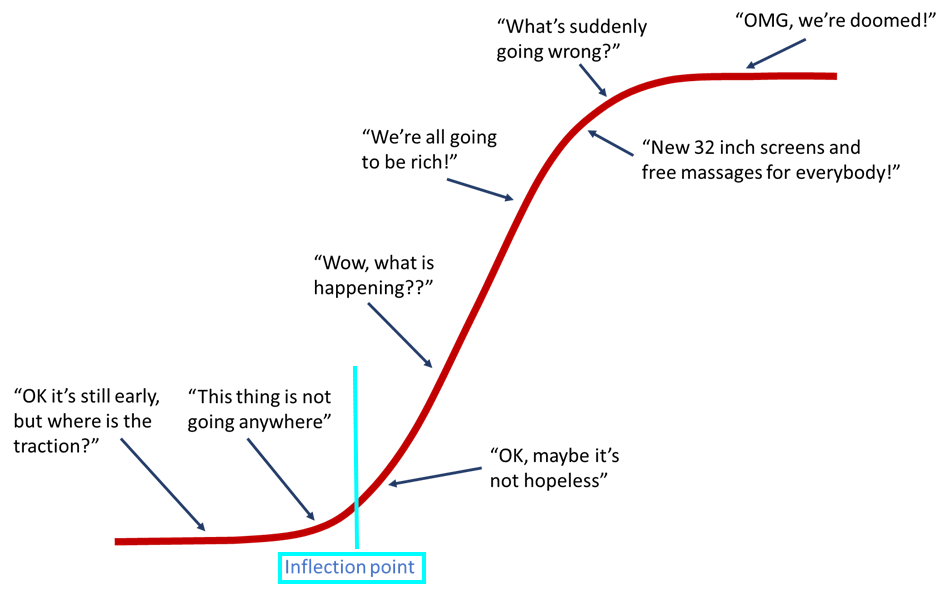 “What’s suddenly
going wrong?”
“OMG, we’re doomed!”
“We’re all going
to be rich!”
“New 32 inch screens and
free massages for everybody!”
“Wow, what is
happening??”
“OK it’s still early,
but where is the
traction?”
“This thing is not
going anywhere”
“OK, maybe it’s
not hopeless”
Inflection point